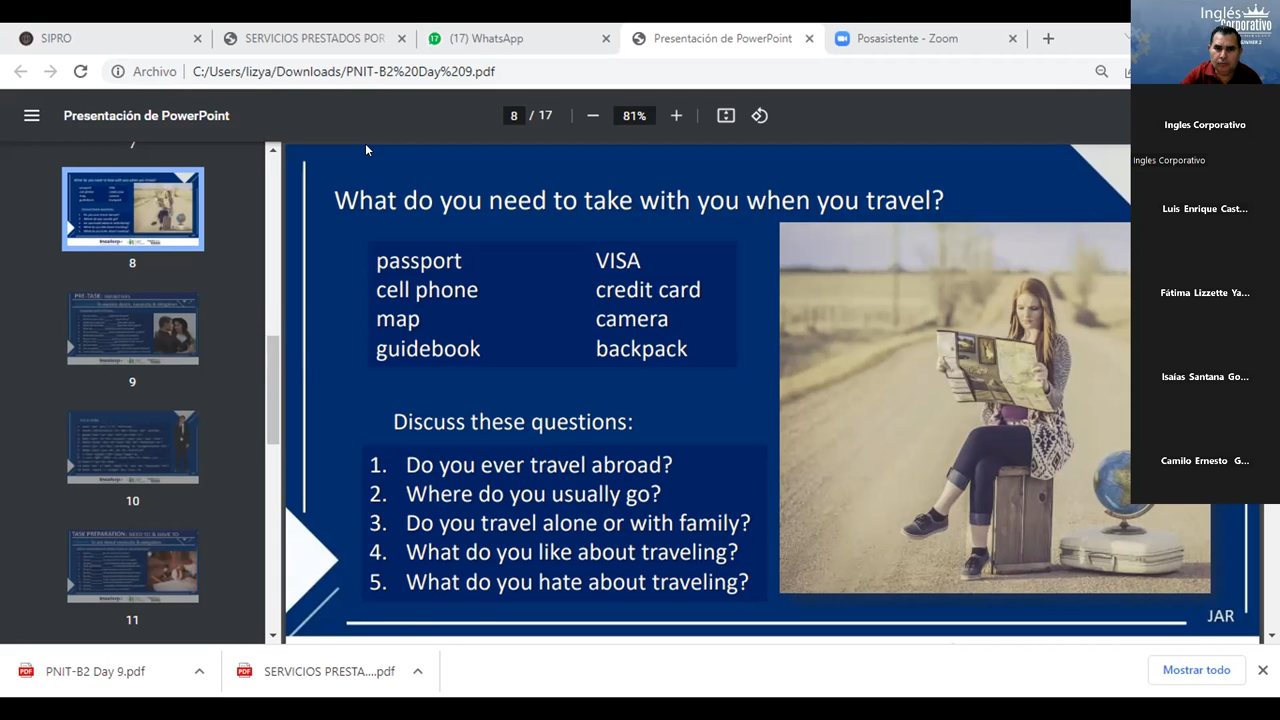 SIPRO
SERVICIOS PRESTADOS POR
(17) WhatsApp
Presentación de PowerPoint
Posasistente - Zoom
Archivo
C:/Users/lizya/Downloads/PNIT-B2%20Day%209.pdf
Presentación de PowerPoint
8 / 17
81%
7
8
9
10
11
What do you need to take with you when you travel?
passport VISA
cell phone credit card
map camera
guidebook backpack
Discuss these questions:
1. Do you ever travel abroad?
2. Where do you usually go?
3. Do you travel alone or with family?
4. What do you like about traveling?
5. What do you hate about traveling?
JAR
Inglés
Corporativo
Ingles Corporativo
Ingles Corporativo
Luis Enrique Cast...
Fátima Lizzette Ya...
Isaías Santana Go...
Camilo Ernesto G...
PNIT-B2 Day 9.pdf
SERVICIOS PRESTA....pdf
Mostrar todo